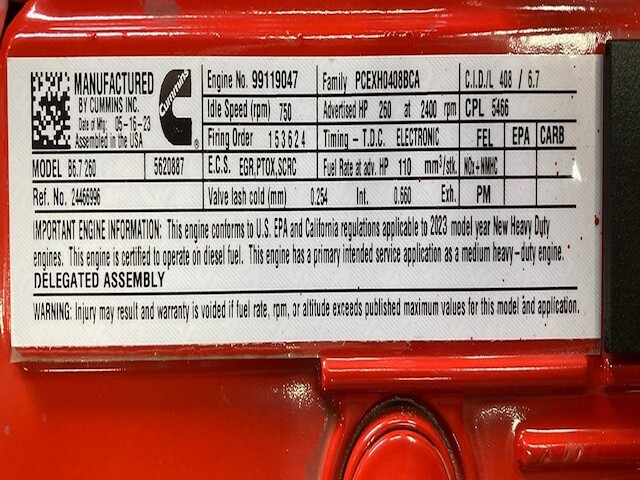 MANUFACTURED
BY CUMMINS INC.
Date of Mfg: 05-16-23
Assembled in the USA
Cummins
Engine No. 99119047 Family PCEXH0408BCA C.I.D./L 408 / 6.7
Idle Speed (rpm) 750 Advertised HP 260 at 2400 rpm CPL 5466
Firing Order 153624 Timing - T.D.C. ELECTRONIC FEL EPA CARB
MODEL B6.7 260 5620887 E.C.S. EGR,PTOX,SCRC Fuel Rate at adv. HP 110 mm³/stk. NOx+NMHC
Ref. No. 24466996 Valve lash cold (mm) 0.254 Int. 0.660 Exh. PM
IMPORTANT ENGINE INFORMATION: This engine conforms to U.S. EPA and California regulations applicable to 2023 model year New Heavy Duty
engines. This engine is certified to operate on diesel fuel. This engine has a primary intended service application as a medium heavy-duty engine.
DELEGATED ASSEMBLY
WARNING: Injury may result and warranty is voided if fuel rate, rpm, or altitude exceeds published maximum values for this model and application.